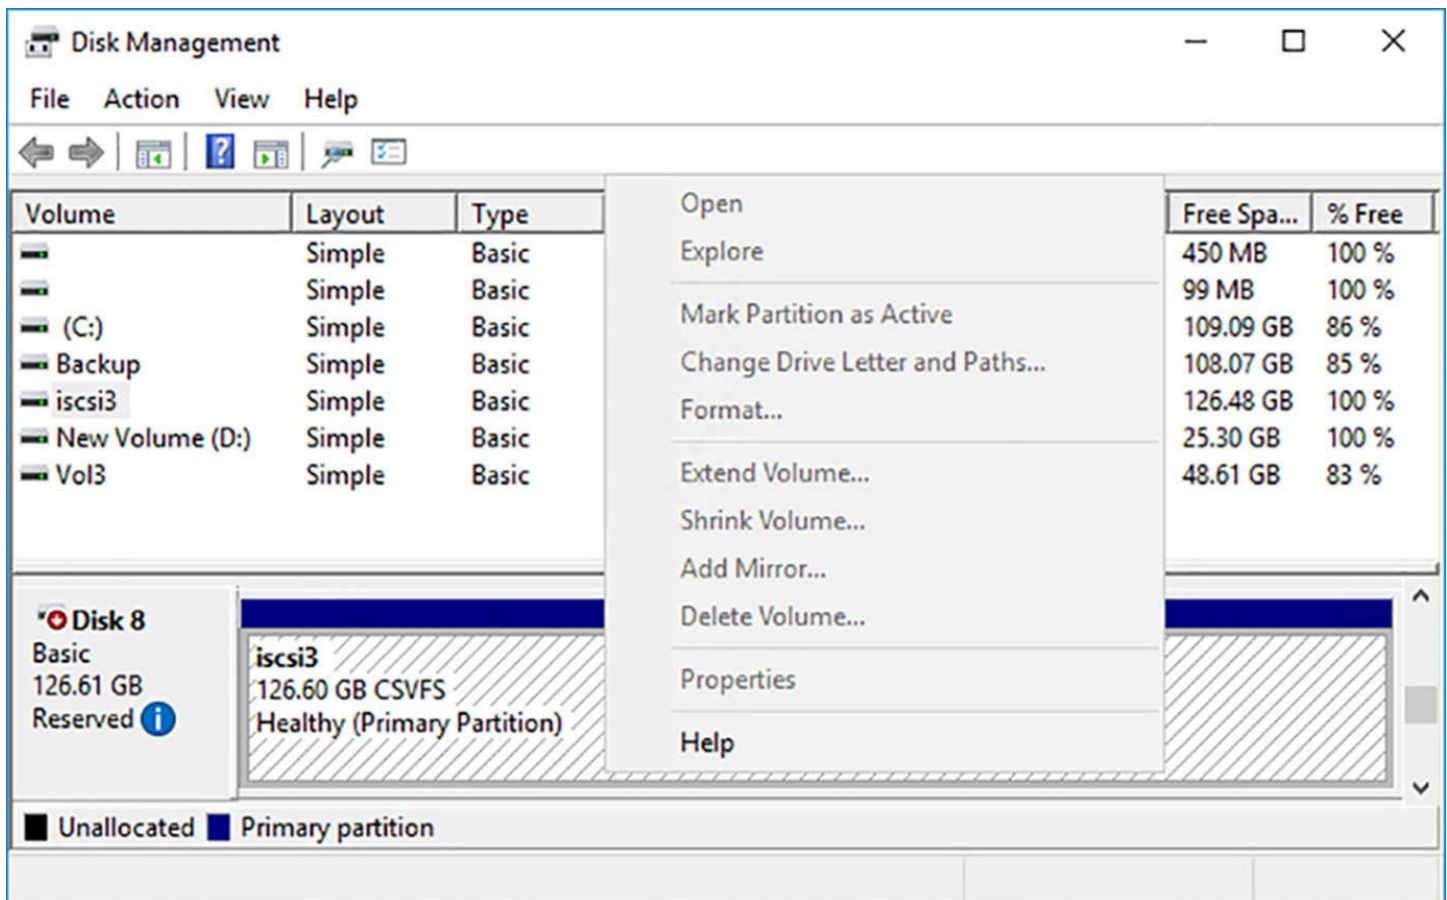 Disk Management
File Action View Help
Volume Layout Type Free Spa... % Free
Simple Basic 450 MB 100 %
Simple Basic 99 MB 100 %
(C:) Simple Basic 109.09 GB 86 %
Backup Simple Basic 108.07 GB 85 %
iscsi3 Simple Basic 126.48 GB 100 %
New Volume (D:) Simple Basic 25.30 GB 100 %
Vol3 Simple Basic 48.61 GB 83 %
Open
Explore
Mark Partition as Active
Change Drive Letter and Paths...
Format...
Extend Volume...
Shrink Volume...
Add Mirror...
Delete Volume...
Properties
Help
Disk 8
Basic
126.61 GB
Reserved
iscsi3
126.60 GB CSVFS
Healthy (Primary Partition)
Unallocated Primary partition